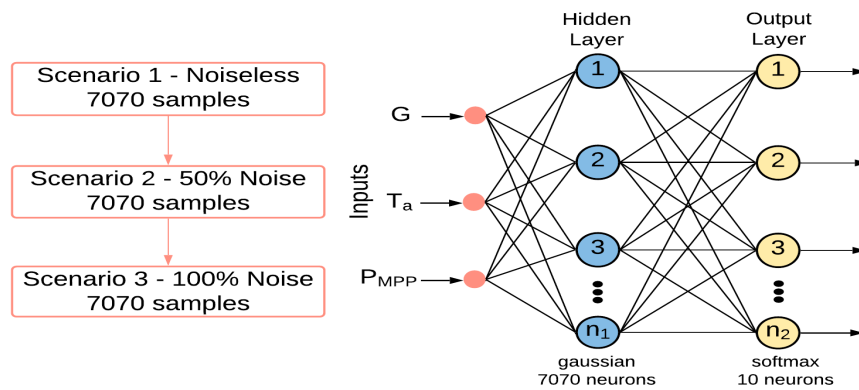 Scenario 1 - Noiseless
7070 samples
Scenario 2 - 50% Noise
7070 samples
Scenario 3 - 100% Noise
7070 samples
Inputs
G
Tₐ
P_MPP
Hidden
Layer
1
2
3
n₁
gaussian
7070 neurons
Output
Layer
1
2
3
n₂
softmax
10 neurons